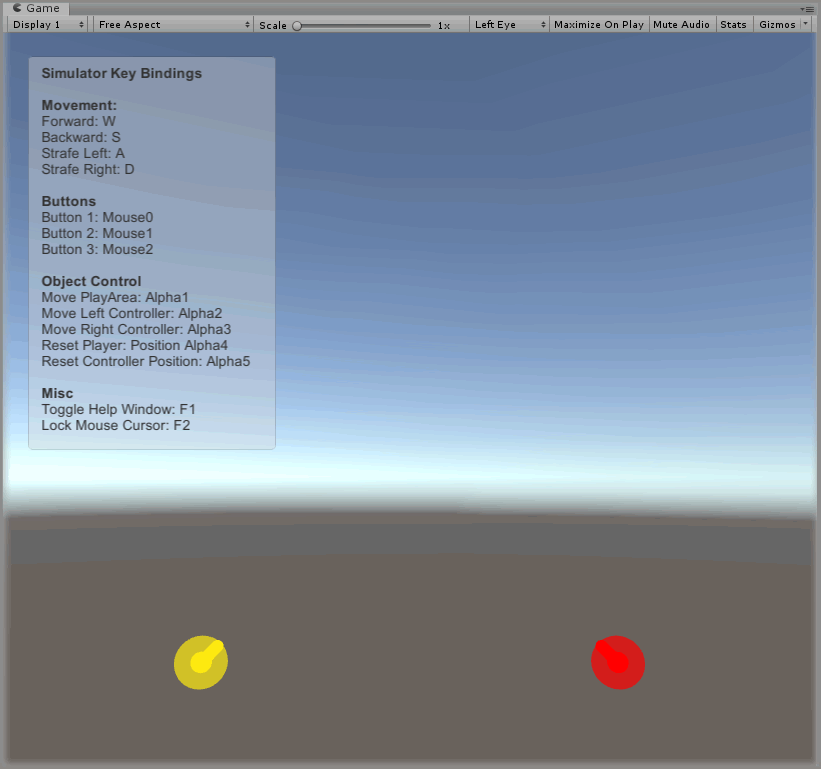 Game
Display 1 Free Aspect Scale 1x Left Eye Maximize On Play Mute Audio Stats Gizmos
Simulator Key Bindings
Movement:
Forward: W
Backward: S
Strafe Left: A
Strafe Right: D
Buttons
Button 1: Mouse0
Button 2: Mouse1
Button 3: Mouse2
Object Control
Move PlayArea: Alpha1
Move Left Controller: Alpha2
Move Right Controller: Alpha3
Reset Player: Position Alpha4
Reset Controller Position: Alpha5
Misc
Toggle Help Window: F1
Lock Mouse Cursor: F2